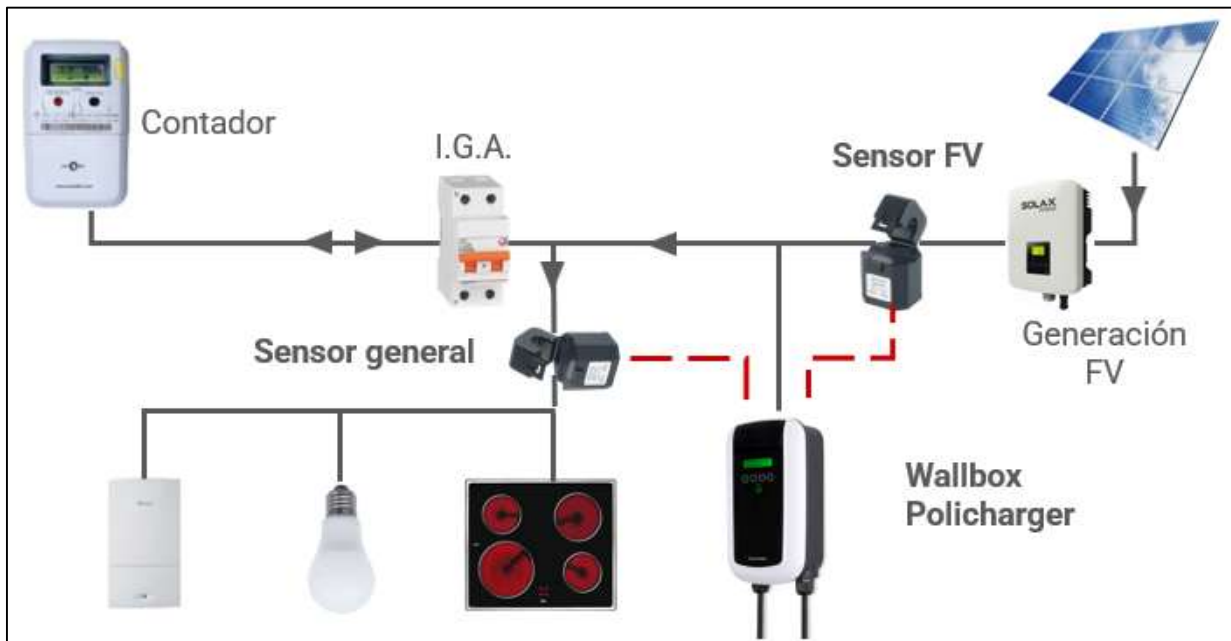 Contador
I.G.A.
Sensor FV
SOLAX
Generación
FV
Sensor general
Wallbox
Policharger